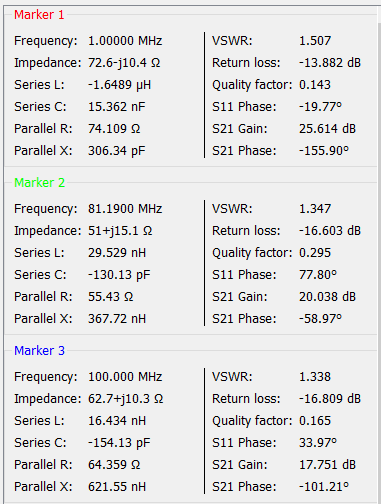 Marker 1
Frequency: 1.00000 MHz VSWR: 1.507
Impedance: 72.6-j10.4 Ω Return loss: -13.882 dB
Series L: -1.6489 µH Quality factor: 0.143
Series C: 15.362 nF S11 Phase: -19.77°
Parallel R: 74.109 Ω S21 Gain: 25.614 dB
Parallel X: 306.34 pF S21 Phase: -155.90°
Marker 2
Frequency: 81.1900 MHz VSWR: 1.347
Impedance: 51+j15.1 Ω Return loss: -16.603 dB
Series L: 29.529 nH Quality factor: 0.295
Series C: -130.13 pF S11 Phase: 77.80°
Parallel R: 55.43 Ω S21 Gain: 20.038 dB
Parallel X: 367.72 nH S21 Phase: -58.97°
Marker 3
Frequency: 100.000 MHz VSWR: 1.338
Impedance: 62.7+j10.3 Ω Return loss: -16.809 dB
Series L: 16.434 nH Quality factor: 0.165
Series C: -154.13 pF S11 Phase: 33.97°
Parallel R: 64.359 Ω S21 Gain: 17.751 dB
Parallel X: 621.55 nH S21 Phase: -101.21°